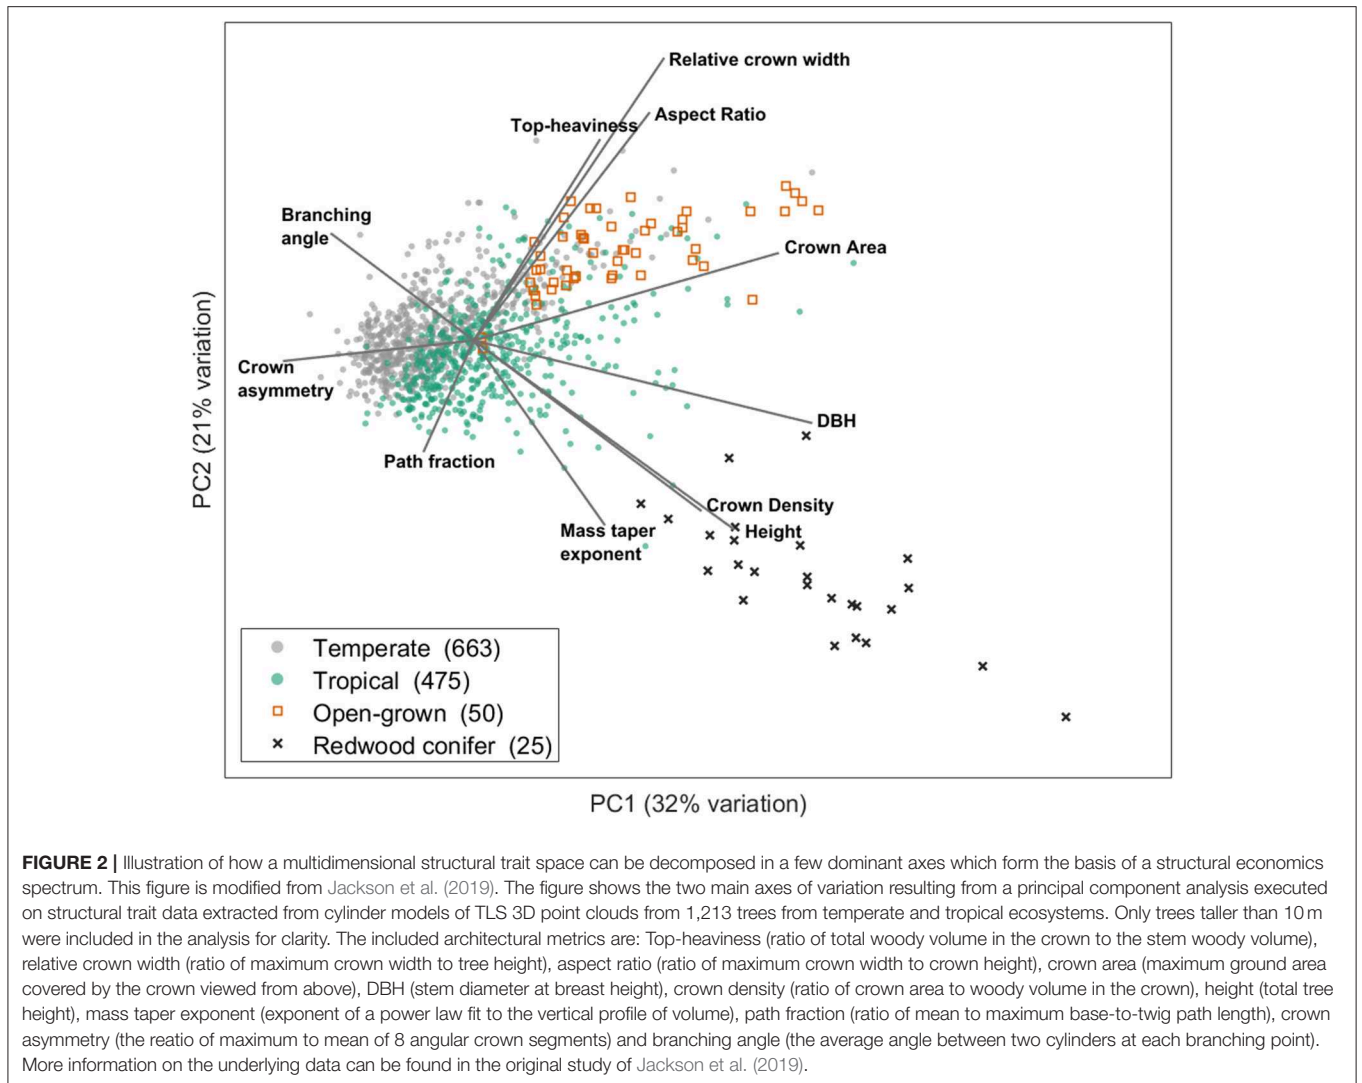 Relative crown width
Aspect Ratio
Top-heaviness
Branching
angle
Crown Area
Crown
asymmetry
DBH
Path fraction
Crown Density
Mass taper
exponent
Height
PC2 (21% variation)
Temperate (663)
Tropical (475)
Open-grown (50)
Redwood conifer (25)
PC1 (32% variation)
FIGURE 2 | Illustration of how a multidimensional structural trait space can be decomposed in a few dominant axes which form the basis of a structural economics
spectrum. This figure is modified from Jackson et al. (2019). The figure shows the two main axes of variation resulting from a principal component analysis executed
on structural trait data extracted from cylinder models of TLS 3D point clouds from 1,213 trees from temperate and tropical ecosystems. Only trees taller than 10 m
were included in the analysis for clarity. The included architectural metrics are: Top-heaviness (ratio of total woody volume in the crown to the stem woody volume),
relative crown width (ratio of maximum crown width to tree height), aspect ratio (ratio of maximum crown width to crown height), crown area (maximum ground area
covered by the crown viewed from above), DBH (stem diameter at breast height), crown density (ratio of crown area to woody volume in the crown), height (total tree
height), mass taper exponent (exponent of a power law fit to the vertical profile of volume), path fraction (ratio of mean to maximum base-to-twig path length), crown
asymmetry (the reatio of maximum to mean of 8 angular crown segments) and branching angle (the average angle between two cylinders at each branching point).
More information on the underlying data can be found in the original study of Jackson et al. (2019).